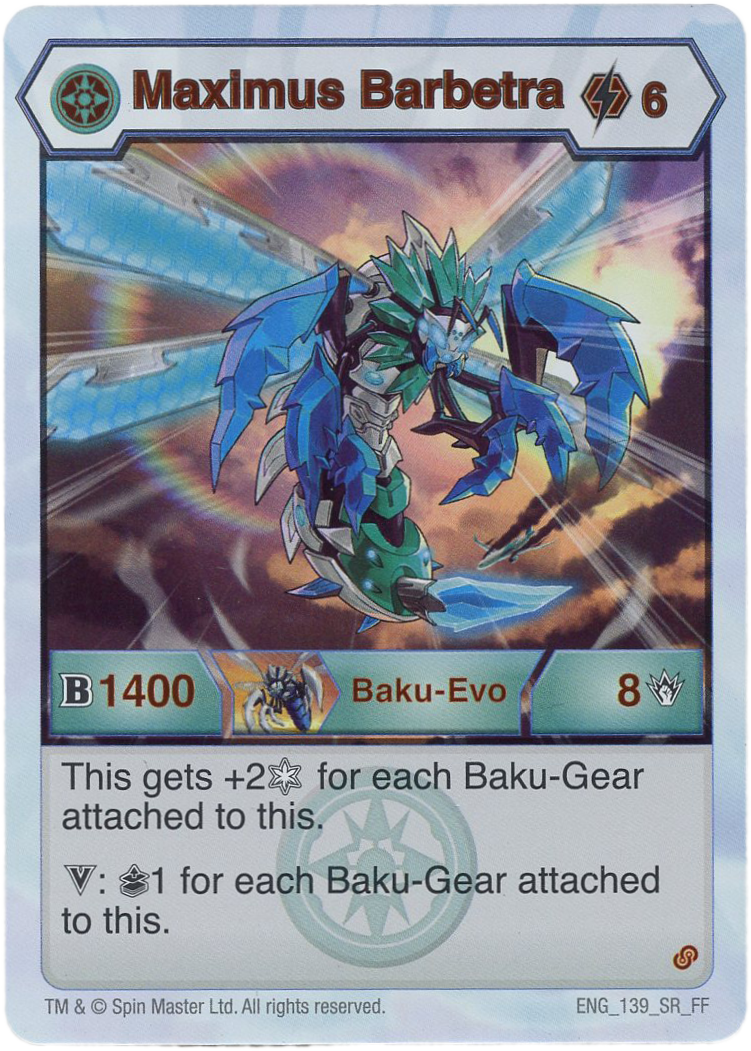 Maximus Barbetra 6
B 1400 Baku-Evo 8
This gets +2 for each Baku-Gear
attached to this.
V: 1 for each Baku-Gear attached
to this.
TM & © Spin Master Ltd. All rights reserved. ENG_139_SR_FF